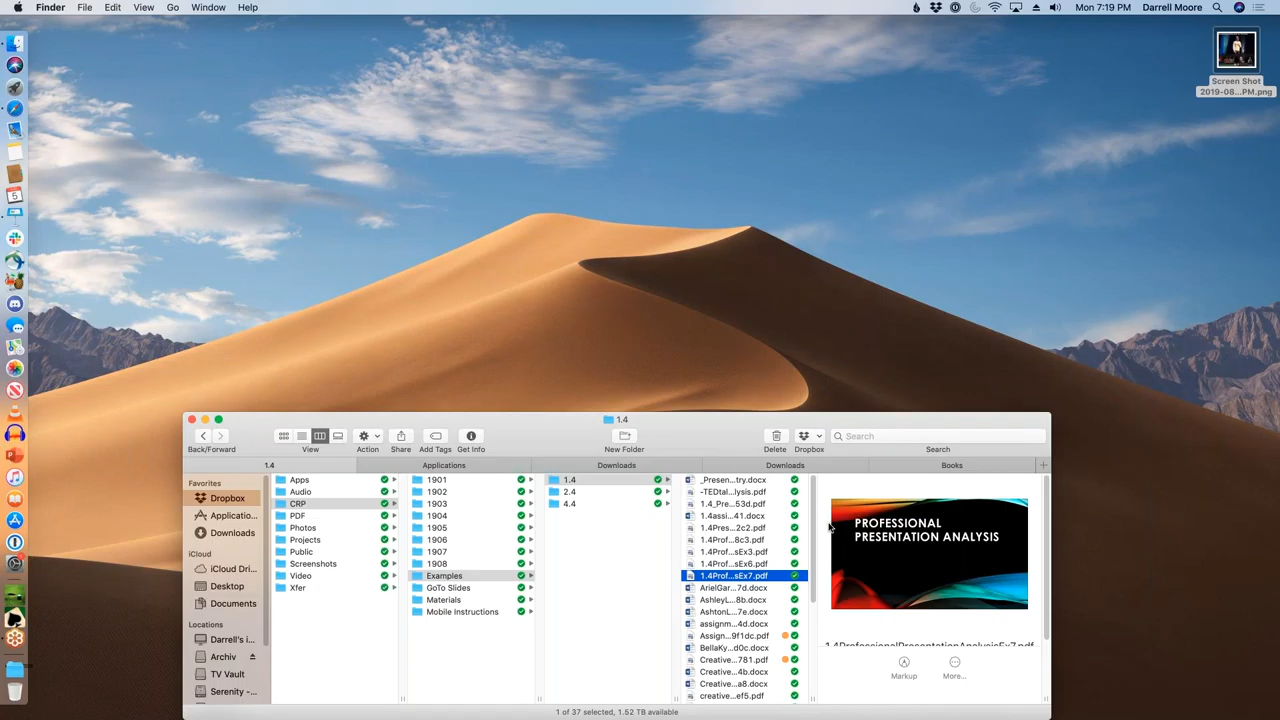 Finder File Edit View Go Window Help
Mon 7:19 PM Darrell Moore
Screen Shot
2019-08...PM.png
5
1.4
Back/Forward View Action Share Add Tags Get Info New Folder Delete Dropbox Search
Search
1.4 Applications Downloads Downloads Books
Favorites
Dropbox
Applicatio...
Downloads
iCloud
iCloud Dri...
Desktop
Documents
Locations
Darrell's i...
Archiv
TV Vault
Serenity -...
Apps
Audio
CRP
PDF
Photos
Projects
Public
Screenshots
Video
Xfer
1901
1902
1903
1904
1905
1906
1907
1908
Examples
GoTo Slides
Materials
Mobile Instructions
1.4
2.4
4.4
_Presen...try.docx
-TEDtal...lysis.pdf
1.4_Pre...53d.pdf
1.4assi...41.docx
1.4Pres...2c2.pdf
1.4Prof...8c3.pdf
1.4Prof...sEx3.pdf
1.4Prof...sEx6.pdf
1.4Prof...sEx7.pdf
ArielGar...7d.docx
AshleyL...8b.docx
AshtonL...7e.docx
assignm...4d.docx
Assign...9f1dc.pdf
BellaKy...d0c.docx
Creative...781.pdf
Creative...4b.docx
Creative...a8.docx
creative...ef5.pdf
PROFESSIONAL
PRESENTATION ANALYSIS
1.4ProfessionalPresentationAnalysisEx7.pdf
Markup More...
1 of 37 selected, 1.52 TB available